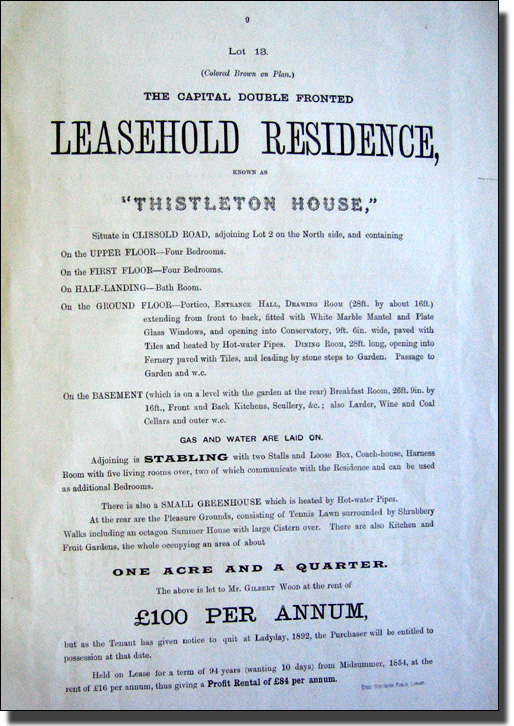 9
Lot 13.
(Colored Brown on Plan.)
THE CAPITAL DOUBLE FRONTED
LEASEHOLD RESIDENCE,
KNOWN AS
"THISTLETON HOUSE,"
Situate in CLISSOLD ROAD, adjoining Lot 2 on the North side, and containing
On the UPPER FLOOR—Four Bedrooms.
On the FIRST FLOOR—Four Bedrooms.
On HALF-LANDING—Bath Room.
On the GROUND FLOOR—Portico, ENTRANCE HALL, DRAWING ROOM (28ft. by about 16ft.)
extending from front to back, fitted with White Marble Mantel and Plate
Glass Windows, and opening into Conservatory, 9ft. 6in. wide, paved with
Tiles and heated by Hot-water Pipes. DINING ROOM, 28ft. long, opening into
Fernery paved with Tiles, and leading by stone steps to Garden. Passage to
Garden and w.c.
On the BASEMENT (which is on a level with the garden at the rear) Breakfast Room, 26ft. 9in. by
16ft., Front and Back Kitchens, Scullery, &c.; also Larder, Wine and Coal
Cellars and outer w.c.
GAS AND WATER ARE LAID ON.
Adjoining is STABLING with two Stalls and Loose Box, Coach-house, Harness
Room with five living rooms over, two of which communicate with the Residence and can be used
as additional Bedrooms.
There is also a SMALL GREENHOUSE which is heated by Hot-water Pipes.
At the rear are the Pleasure Grounds, consisting of Tennis Lawn surrounded by Shrubbery
Walks including an octagon Summer House with large Cistern over. There are also Kitchen and
Fruit Gardens, the whole occupying an area of about
ONE ACRE AND A QUARTER.
The above is let to Mr. GILBERT WOOD at the rent of
£100 PER ANNUM,
but as the Tenant has given notice to quit at Ladyday, 1892, the Purchaser will be entitled to
possession at that date.
Held on Lease for a term of 94 years (wanting 10 days) from Midsummer, 1854, at the
rent of £16 per annum, thus giving a Profit Rental of £84 per annum.